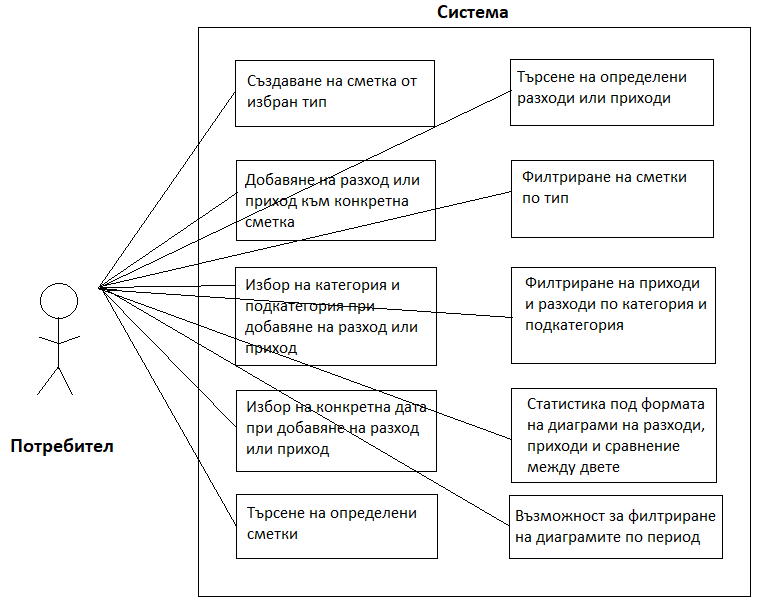 Система
Създаване на сметка от
избран тип
Добавяне на разход или
приход към конкретна
сметка
Избор на категория и
подкатегория при
добавяне на разход или
приход
Избор на конкретна дата
при добавяне на разход
или приход
Търсене на определени
сметки
Търсене на определени
разходи или приходи
Филтриране на сметки
по тип
Филтриране на приходи
и разходи по категория и
подкатегория
Статистика под формата
на диаграми на разходи,
приходи и сравнение
между двете
Възможност за филтриране
на диаграмите по период
Потребител